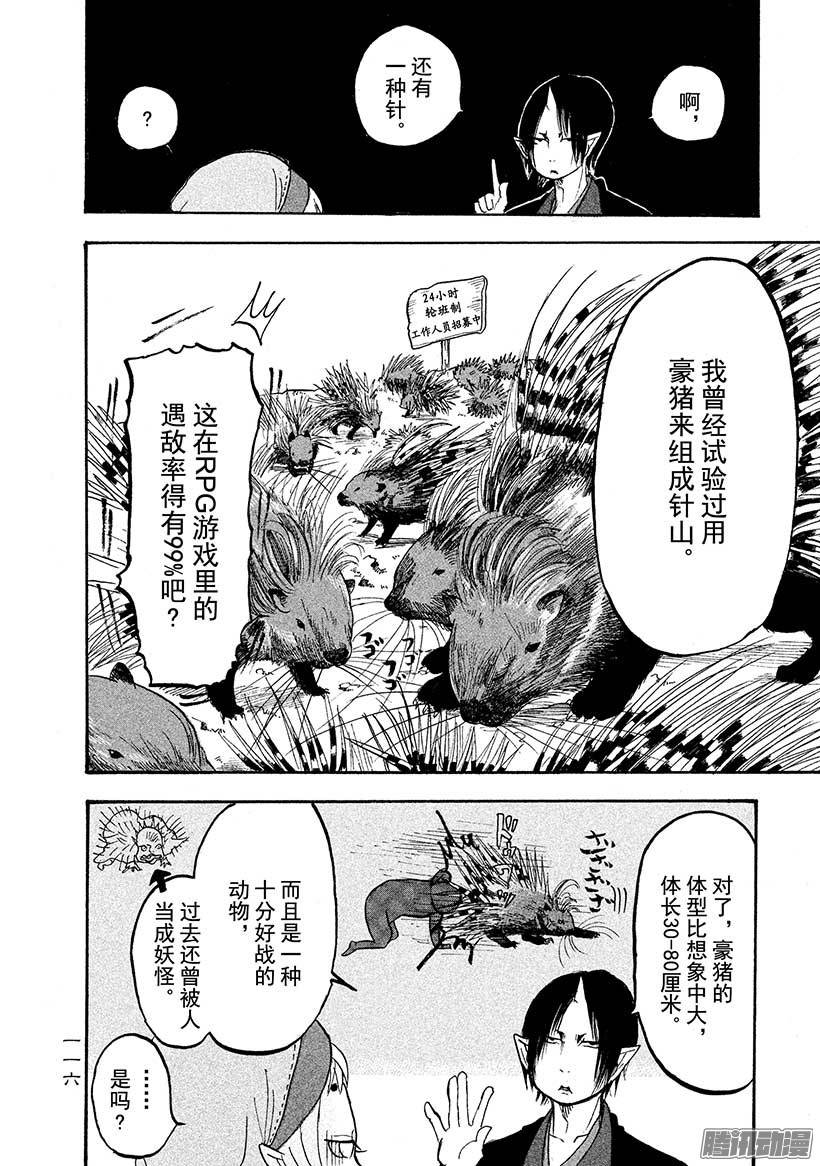 啊，
还有
一种针。
？
我曾经试验过用
豪猪来组成针山。
24小时
轮班制
工作人员招募中
这在RPG游戏里的
遇敌率得有99%吧？
对了，豪猪的
体型比想象中大，
体长30-80厘米。
而且是一种
十分好战的
动物，
过去还曾被人
当成妖怪。
……
是吗？
一一六
腾讯动漫